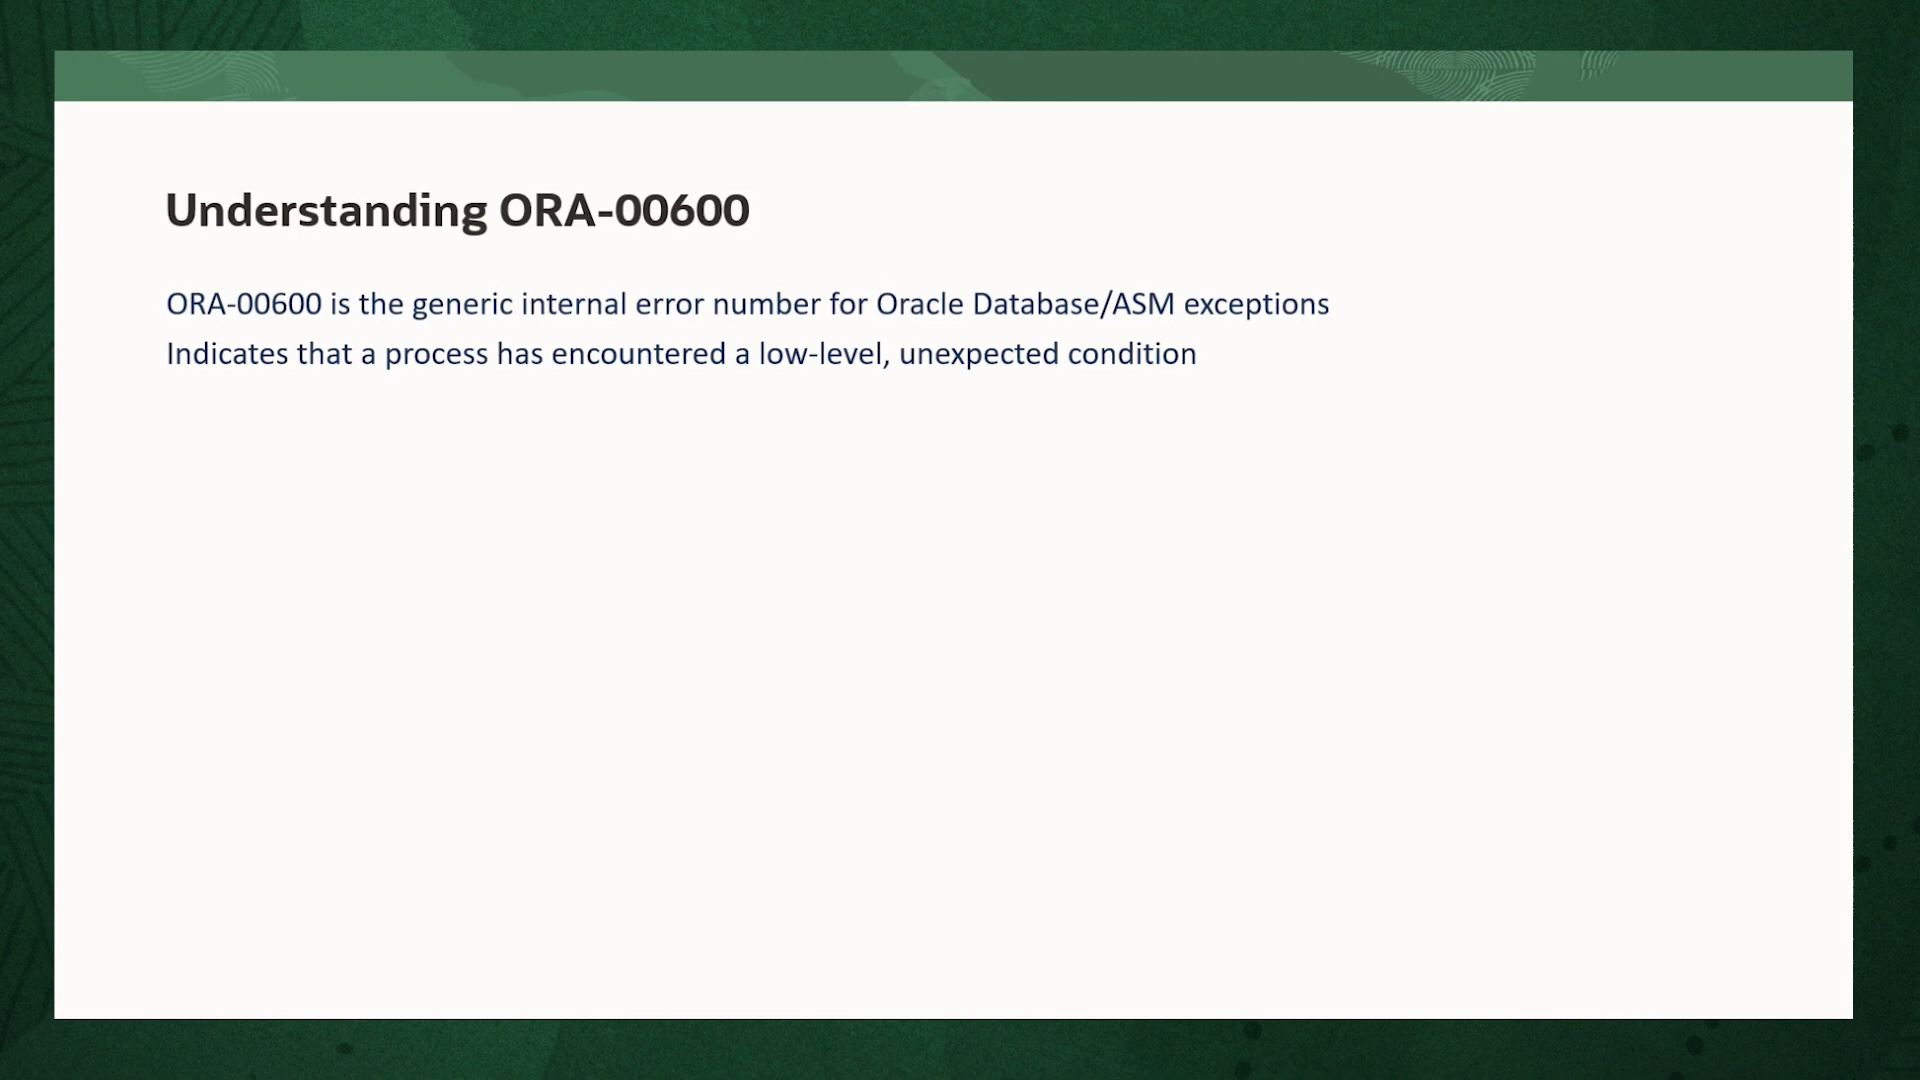 Understanding ORA-00600
ORA-00600 is the generic internal error number for Oracle Database/ASM exceptions
Indicates that a process has encountered a low-level, unexpected condition